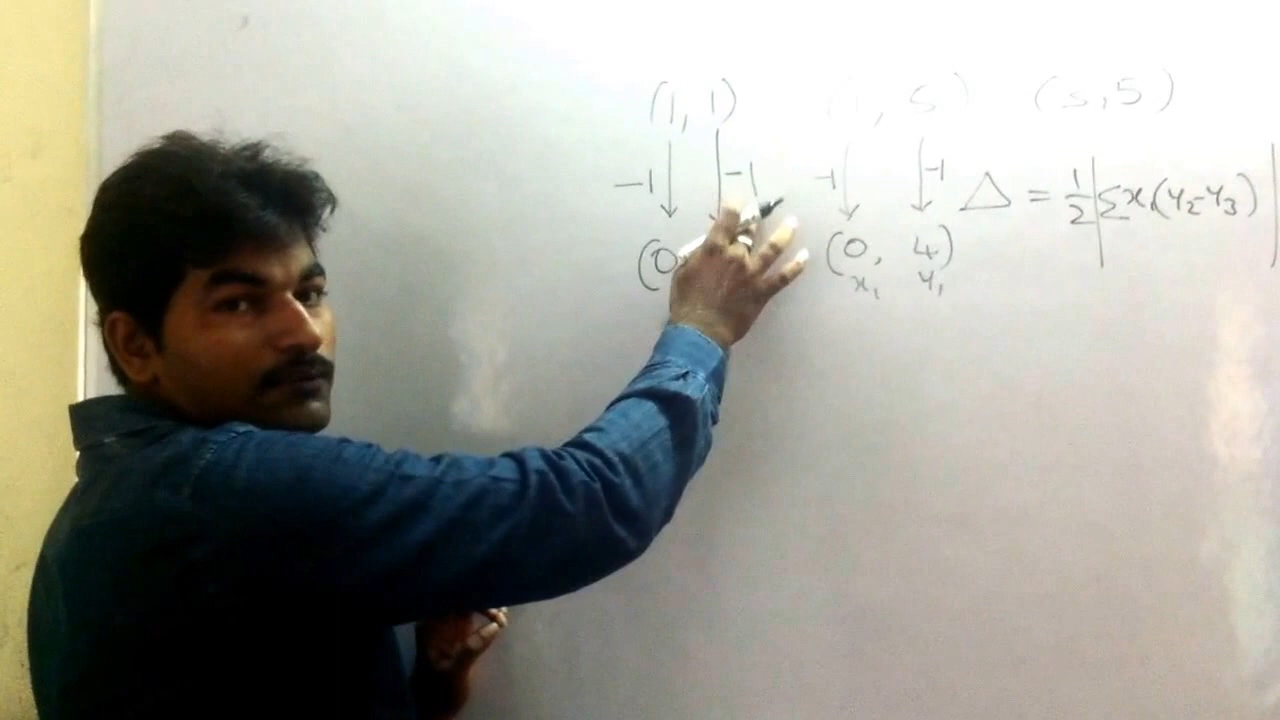 (1, 1) (1, 5) (5, 5)
-1 -1 -1 -1 Δ = 1/2 |Σx₁(y₂-y₃)|
(0, (0, 4)
x₁ y₁